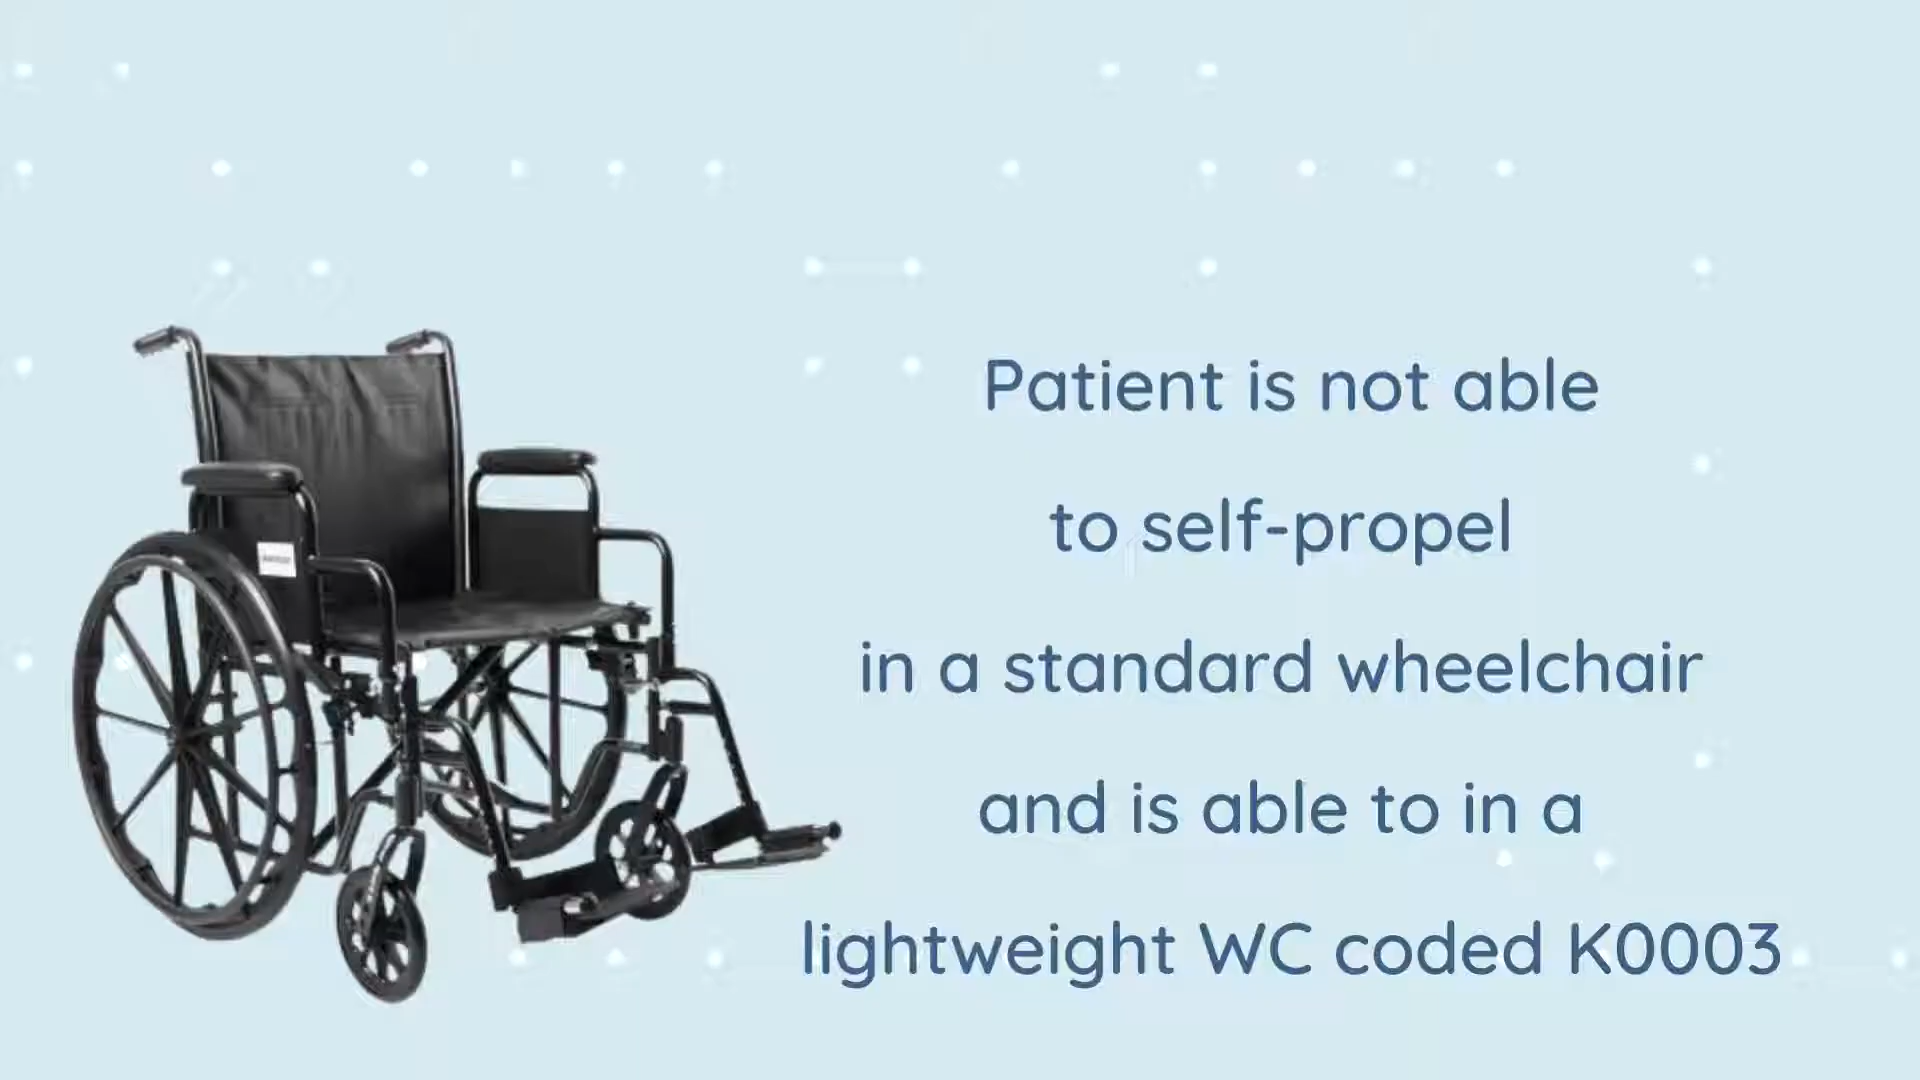 Patient is not able
to self-propel
in a standard wheelchair
and is able to in a
lightweight WC coded K0003